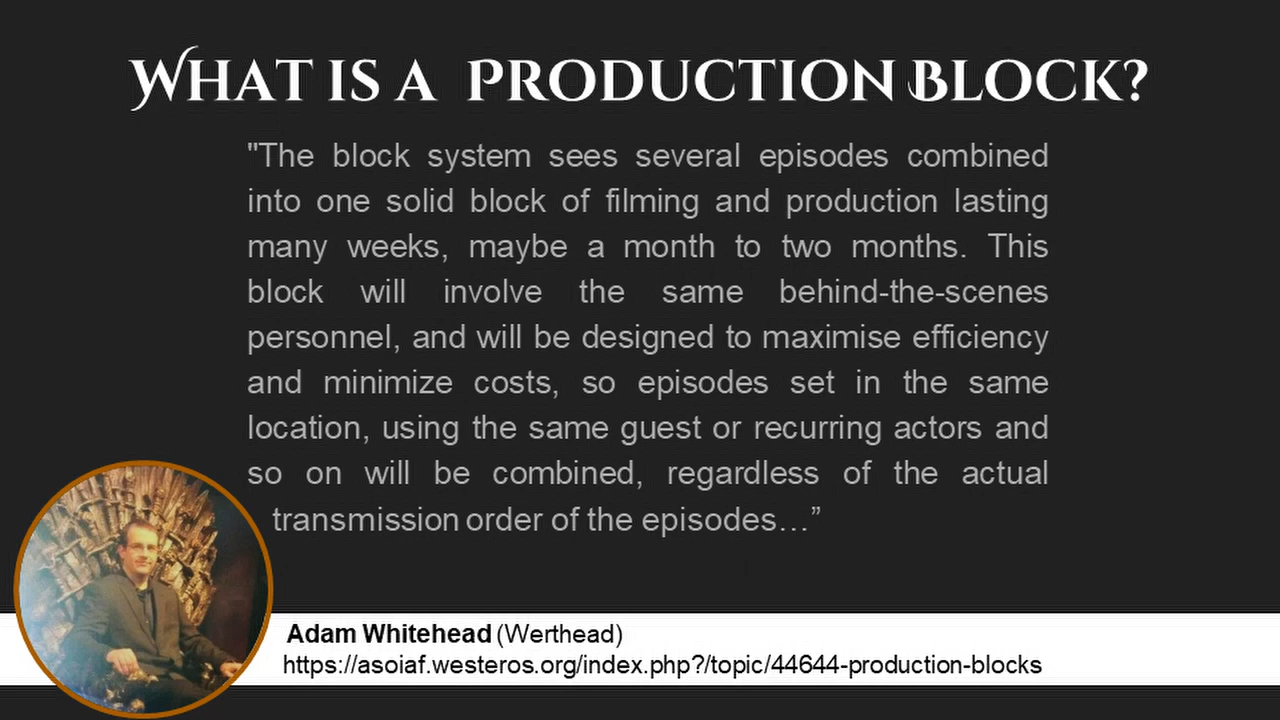 What is a Production Block?
"The block system sees several episodes combined
into one solid block of filming and production lasting
many weeks, maybe a month to two months. This
block will involve the same behind-the-scenes
personnel, and will be designed to maximise efficiency
and minimize costs, so episodes set in the same
location, using the same guest or recurring actors and
so on will be combined, regardless of the actual
transmission order of the episodes…”
Adam Whitehead (Werthead)
https://asoiaf.westeros.org/index.php?/topic/44644-production-blocks